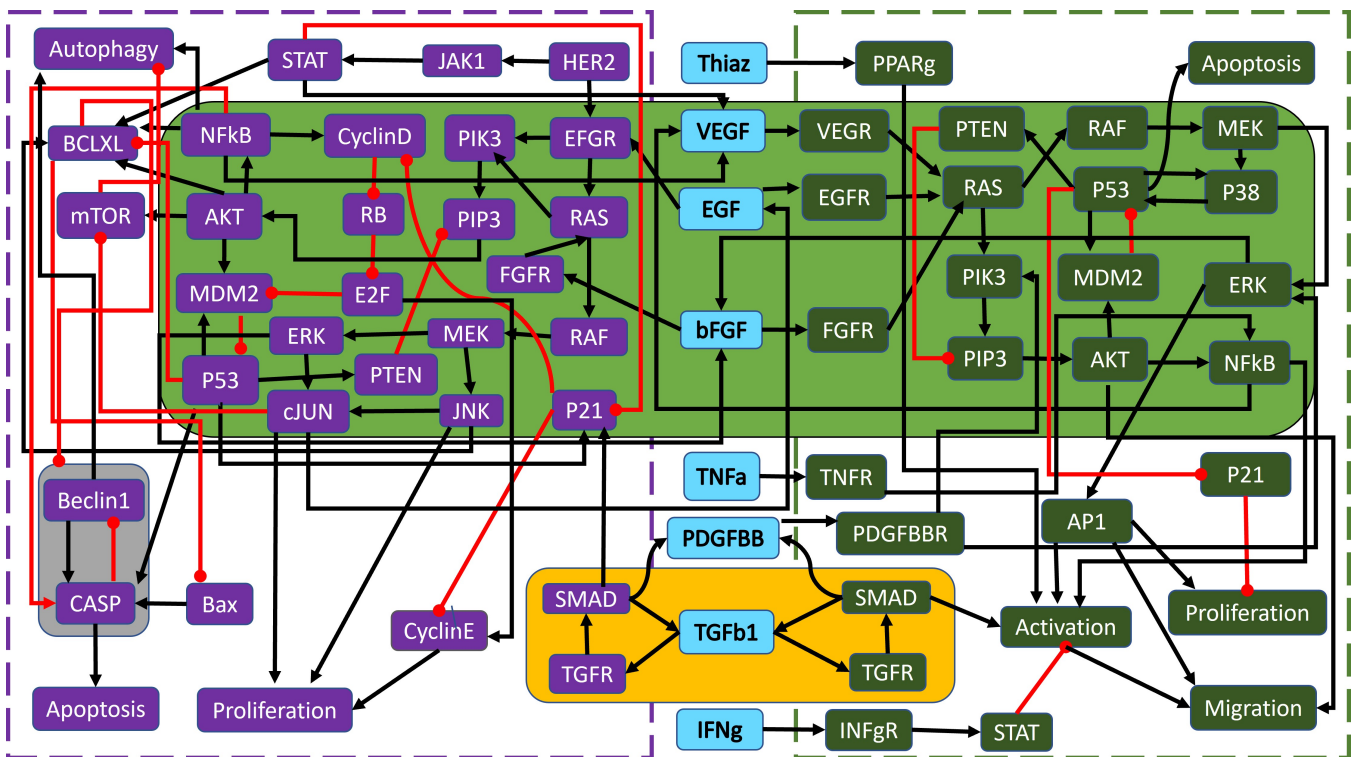 Autophagy
STAT
JAK1
HER2
Thiaz
PPARg
Apoptosis
BCLXL
NFkB
CyclinD
PIK3
EFGR
VEGF
VEGR
PTEN
RAF
MEK
mTOR
AKT
RB
PIP3
RAS
EGF
EGFR
RAS
P53
P38
FGFR
MDM2
E2F
PIK3
MDM2
ERK
ERK
MEK
RAF
bFGF
FGFR
PIP3
AKT
NFkB
P53
PTEN
cJUN
JNK
P21
TNFa
TNFR
P21
Beclin1
AP1
PDGFBB
PDGFBBR
CASP
Bax
SMAD
SMAD
Proliferation
CyclinE
TGFb1
Activation
TGFR
TGFR
Apoptosis
Proliferation
Migration
IFNg
INFgR
STAT